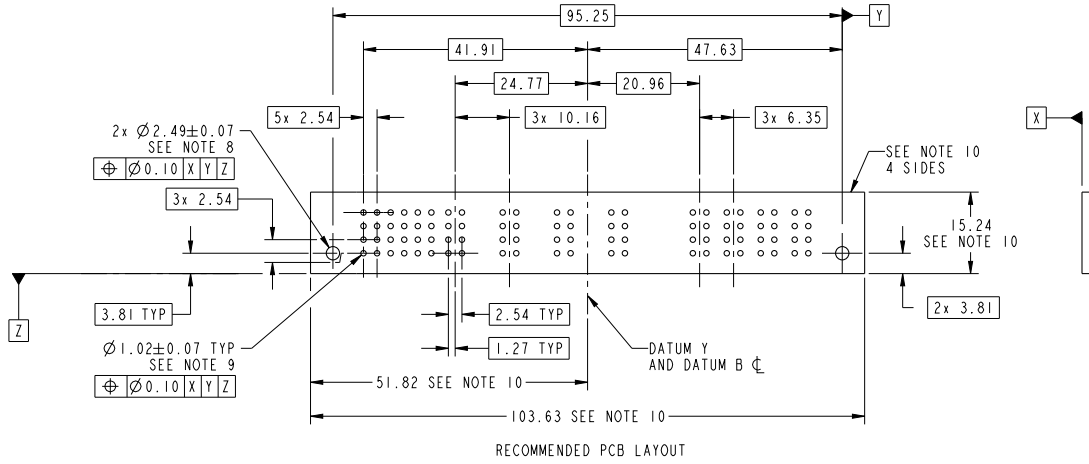 95.25
Y
41.91
47.63
24.77
20.96
5x 2.54
3x 10.16
3x 6.35
X
2x Ø2.49±0.07
SEE NOTE 8
⌖ Ø0.10 X Y Z
SEE NOTE 10
4 SIDES
3x 2.54
15.24
SEE NOTE 10
3.81 TYP
2.54 TYP
2x 3.81
Z
Ø1.02±0.07 TYP
SEE NOTE 9
⌖ Ø0.10 X Y Z
1.27 TYP
DATUM Y
AND DATUM B ℄
51.82 SEE NOTE 10
103.63 SEE NOTE 10
RECOMMENDED PCB LAYOUT